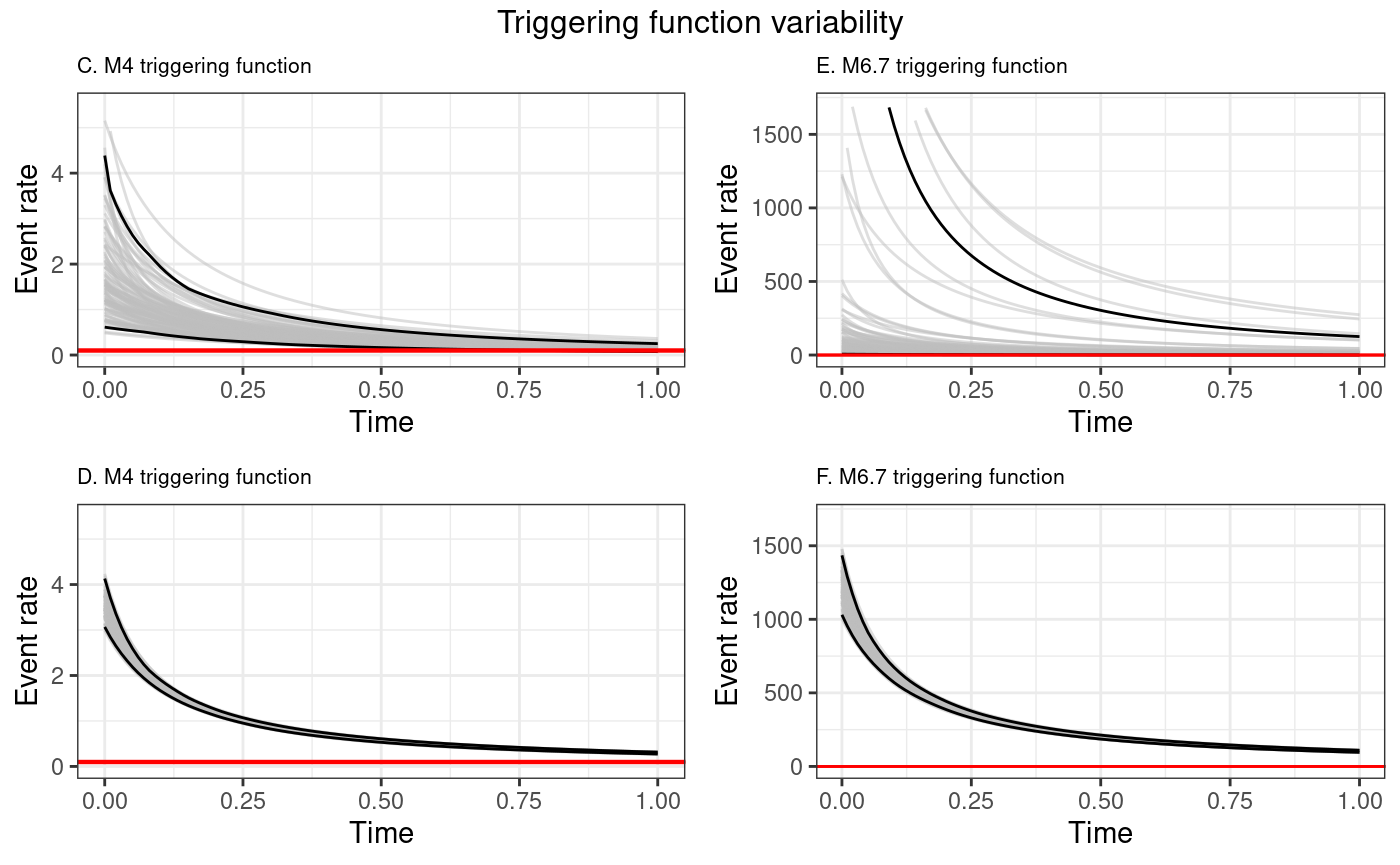 Triggering function variability
C. M4 triggering function
Event rate
4
2
0
0.00 0.25 0.50 0.75 1.00
Time
E. M6.7 triggering function
Event rate
1500
1000
500
0
0.00 0.25 0.50 0.75 1.00
Time
D. M4 triggering function
Event rate
4
2
0
0.00 0.25 0.50 0.75 1.00
Time
F. M6.7 triggering function
Event rate
1500
1000
500
0
0.00 0.25 0.50 0.75 1.00
Time